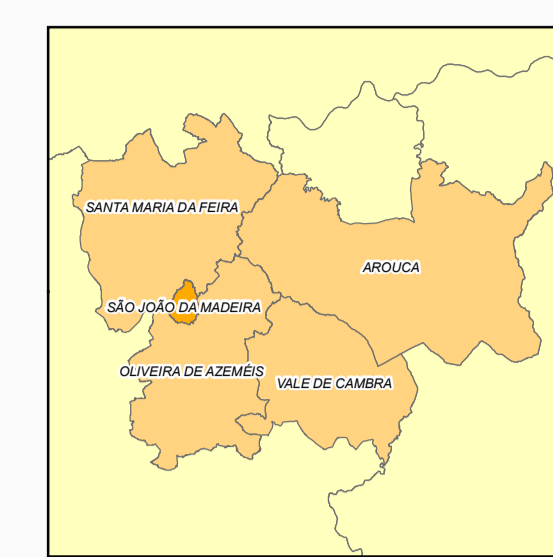 SANTA MARIA DA FEIRA
AROUCA
SÃO JOÃO DA MADEIRA
OLIVEIRA DE AZEMÉIS
VALE DE CAMBRA